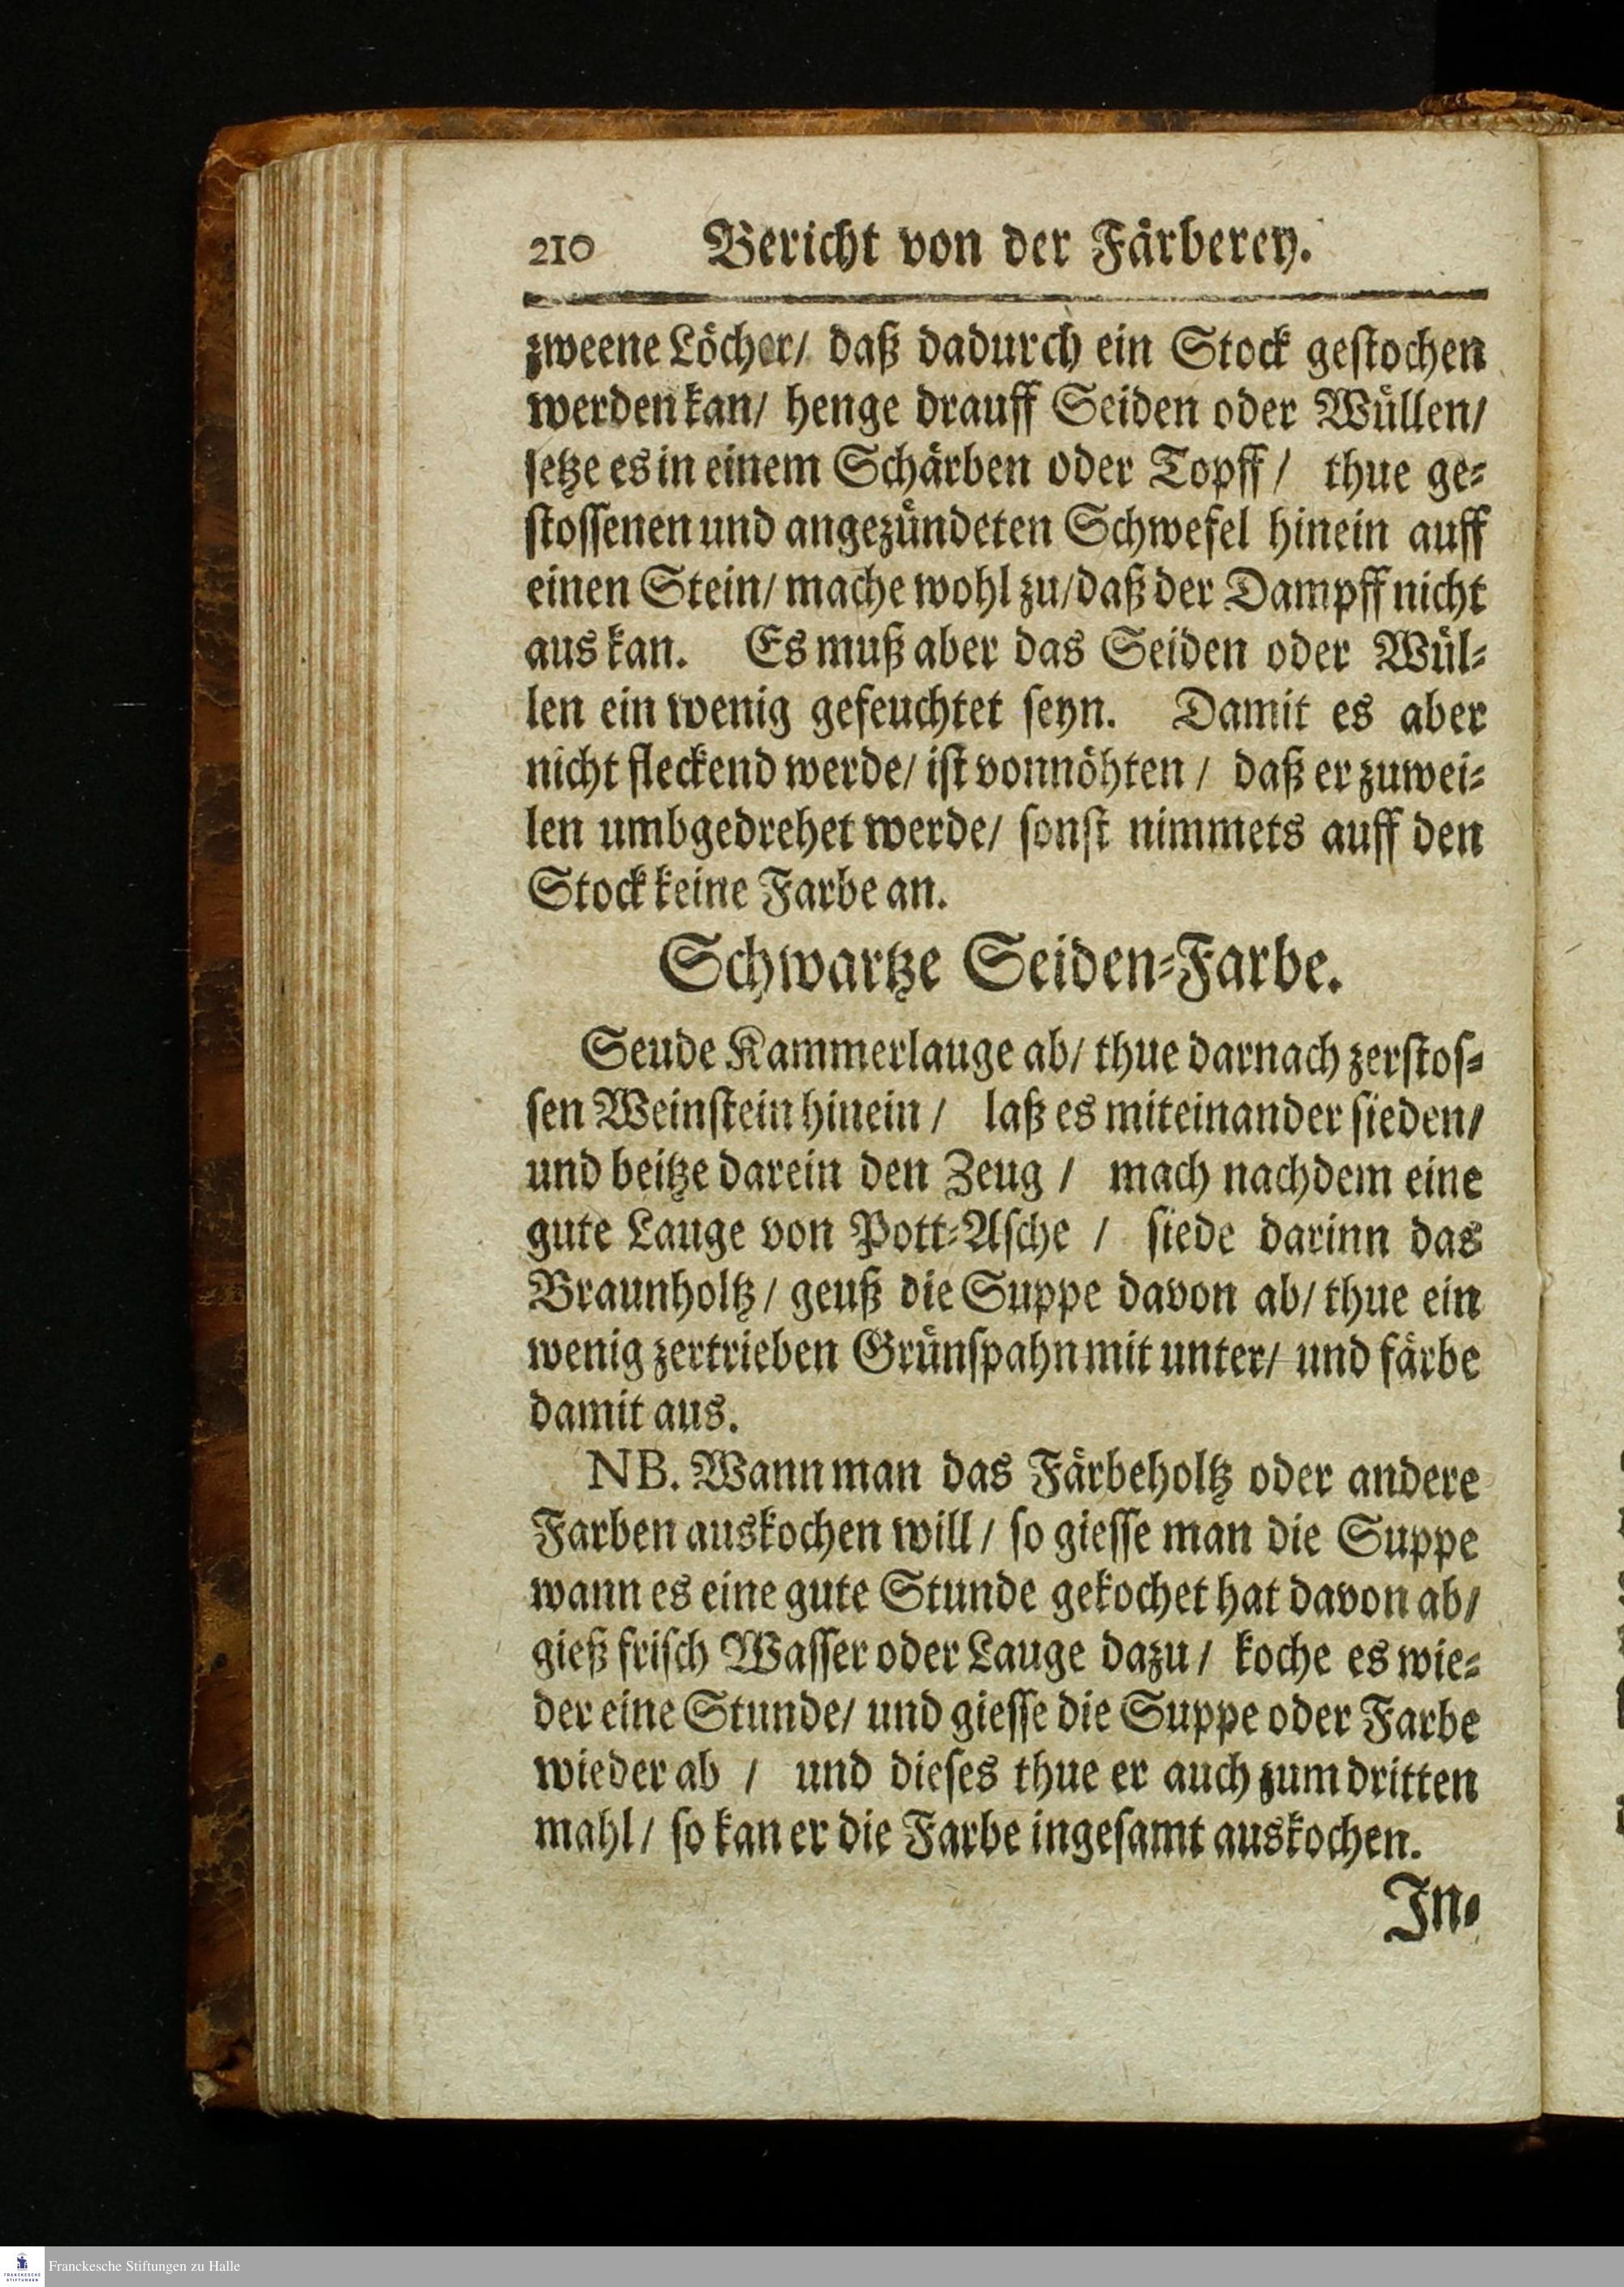 210 Bericht von der Färberey.
zweene Löcher/ daß dadurch ein Stock geſtochen
werden kan/ henge drauff Seiden oder Wüllen/
ſetze es in einem Schärben oder Topff / thue ge-
ſtoſſenen und angezündeten Schwefel hinein auff
einen Stein/ mache wohl zu/ daß der Dampff nicht
aus kan. Es muß aber das Seiden oder Wül-
len ein wenig gefeuchtet ſeyn. Damit es aber
nicht fleckend werde/ iſt vonnöhten / daß er zuwei-
len umbgedrehet werde/ ſonſt nimmets auff den
Stock keine Farbe an.
Schwartze Seiden-Farbe.
Seude Kammerlauge ab/ thue darnach zerſtoſ-
ſen Weinſtein hinein / laß es miteinander ſieden/
und beitze darein den Zeug / mach nachdem eine
gute Lauge von Pott-Aſche / ſiede darinn das
Braunholtz / geuß die Suppe davon ab/ thue ein
wenig zertrieben Grünſpahn mit unter/ und färbe
damit aus.
NB. Wann man das Färbeholtz oder andere
Farben auskochen will / ſo gieſſe man die Suppe
wann es eine gute Stunde gekochet hat davon ab/
gieß friſch Waſſer oder Lauge dazu / koche es wie-
der eine Stunde/ und gieſſe die Suppe oder Farbe
wieder ab / und dieſes thue er auch zum dritten
mahl / ſo kan er die Farbe ingeſamt auskochen.
In-
Franckesche Stiftungen zu Halle
FRANCKESCHE
STIFTUNGEN